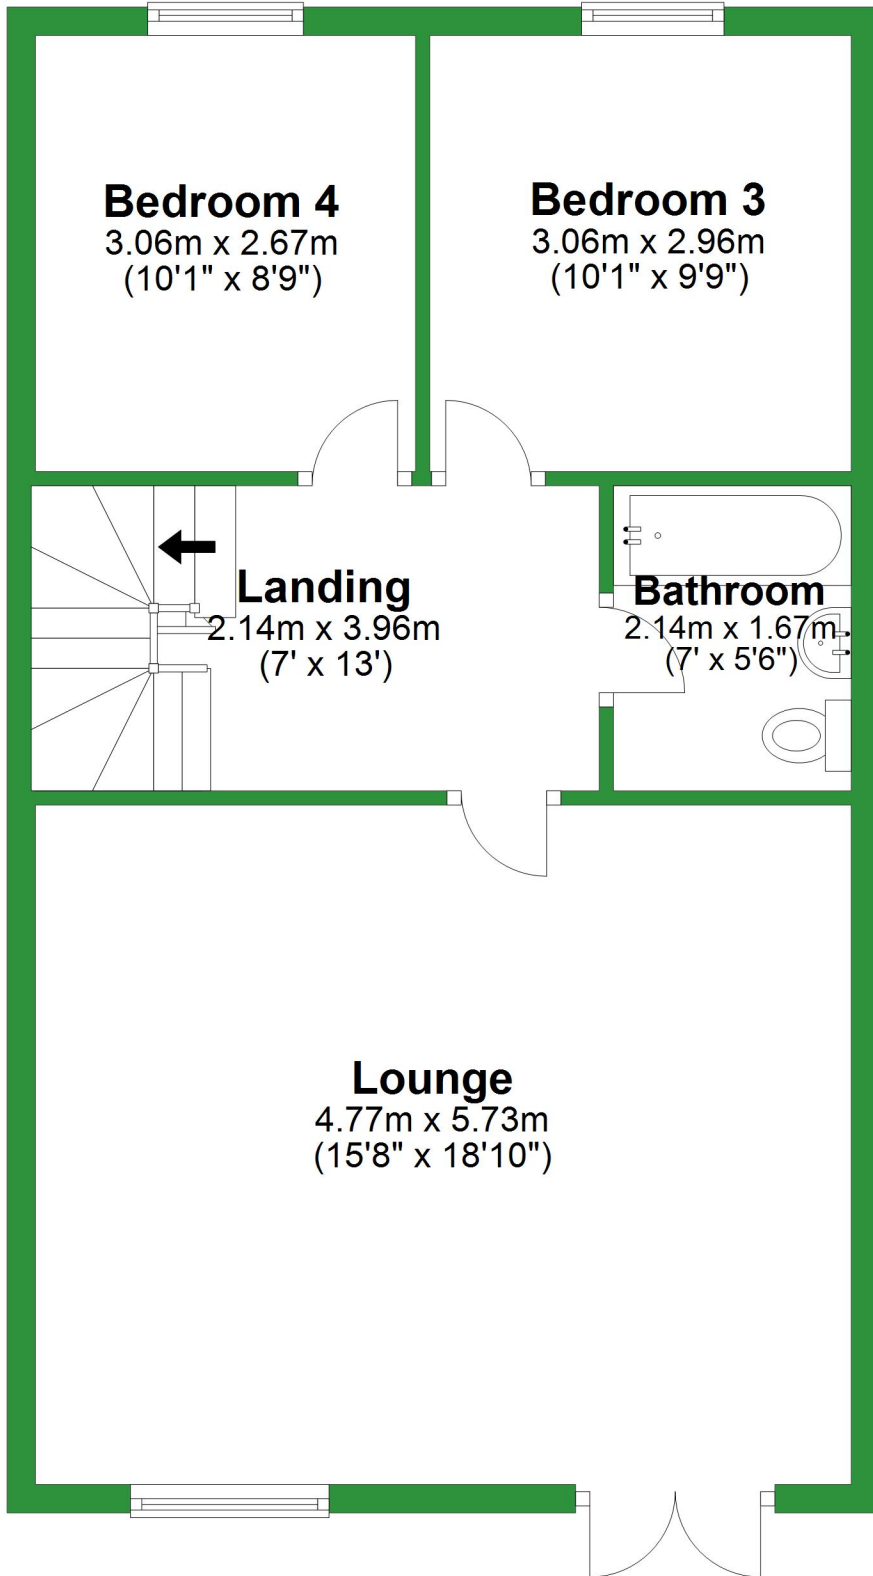 Bedroom 4
3.06m x 2.67m
(10'1" x 8'9")
Bedroom 3
3.06m x 2.96m
(10'1" x 9'9")
Landing
2.14m x 3.96m
(7' x 13')
Bathroom
2.14m x 1.67m
(7' x 5'6")
Lounge
4.77m x 5.73m
(15'8" x 18'10")